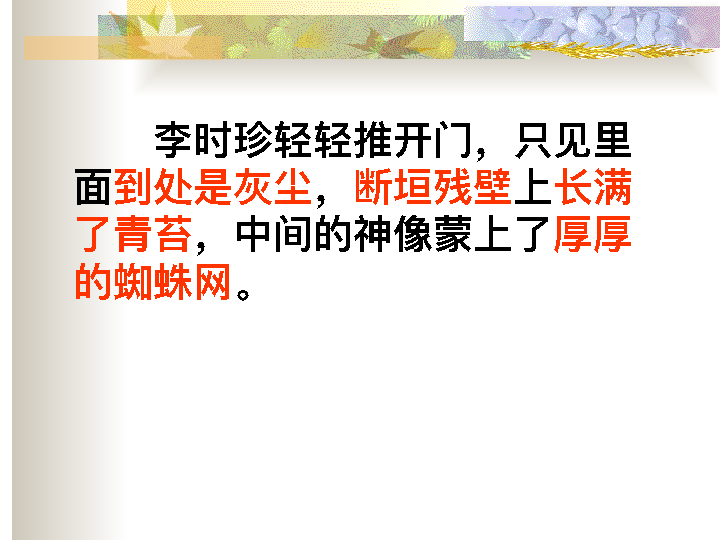 李时珍轻轻推开门，只见里
面到处是灰尘，断垣残壁上长满
了青苔，中间的神像蒙上了厚厚
的蜘蛛网。